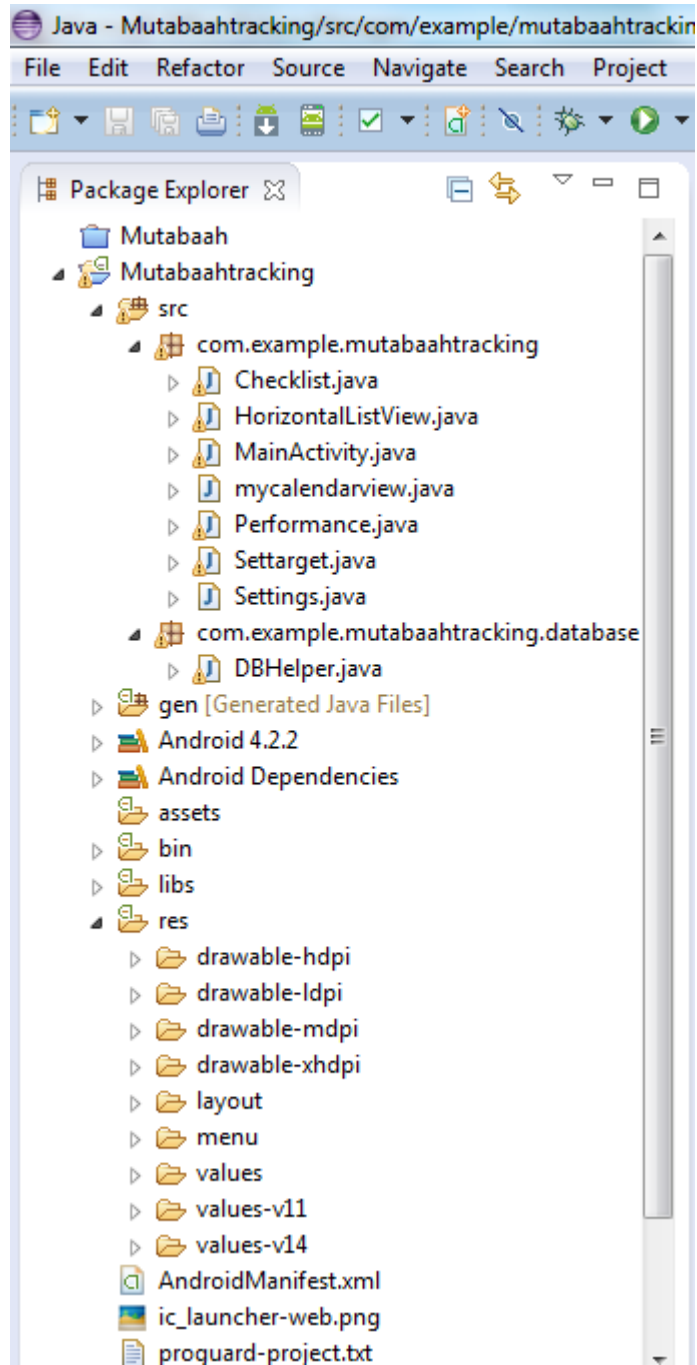 Java - Mutabaahtracking/src/com/example/mutabaahtrackin
File Edit Refactor Source Navigate Search Project
Package Explorer
Mutabaah
Mutabaahtracking
src
com.example.mutabaahtracking
Checklist.java
HorizontalListView.java
MainActivity.java
mycalendarview.java
Performance.java
Settarget.java
Settings.java
com.example.mutabaahtracking.database
DBHelper.java
gen [Generated Java Files]
Android 4.2.2
Android Dependencies
assets
bin
libs
res
drawable-hdpi
drawable-ldpi
drawable-mdpi
drawable-xhdpi
layout
menu
values
values-v11
values-v14
AndroidManifest.xml
ic_launcher-web.png
proguard-project.txt